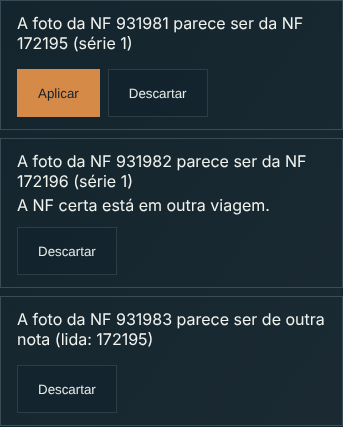 A foto da NF 931981 parece ser da NF
172195 (série 1)
Aplicar
Descartar
A foto da NF 931982 parece ser da NF
172196 (série 1)
A NF certa está em outra viagem.
Descartar
A foto da NF 931983 parece ser de outra
nota (lida: 172195)
Descartar